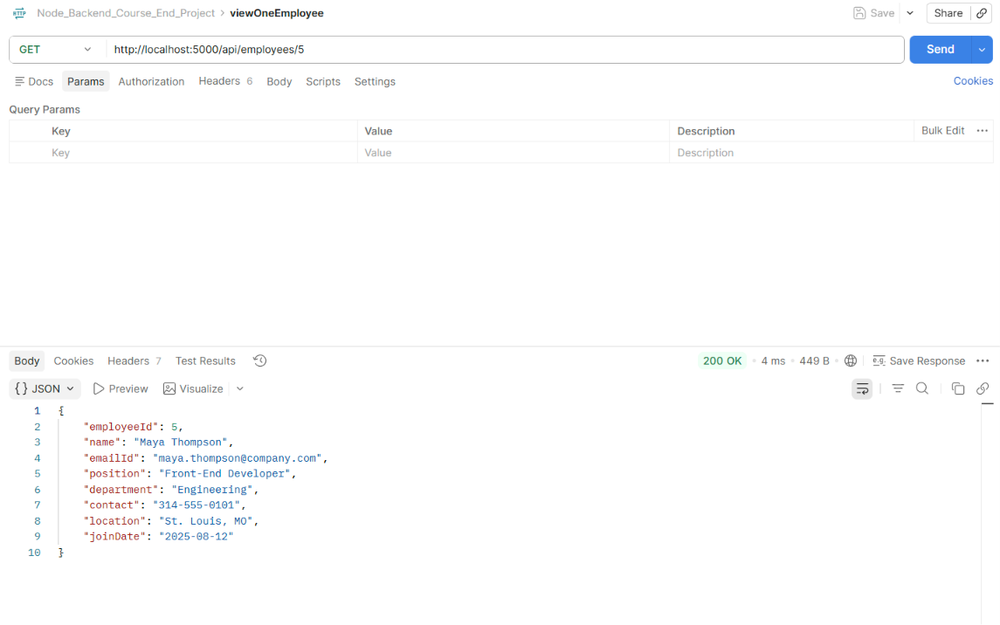 HTTP Node_Backend_Course_End_Project > viewOneEmployee Save Share
GET http://localhost:5000/api/employees/5 Send
Docs Params Authorization Headers 6 Body Scripts Settings Cookies
Query Params
Key Value Description Bulk Edit
Key Value Description
Body Cookies Headers 7 Test Results 200 OK • 4 ms • 449 B • e.g. Save Response
{} JSON Preview Visualize
1 {
2 "employeeId": 5,
3 "name": "Maya Thompson",
4 "emailId": "maya.thompson@company.com",
5 "position": "Front-End Developer",
6 "department": "Engineering",
7 "contact": "314-555-0101",
8 "location": "St. Louis, MO",
9 "joinDate": "2025-08-12"
10 }